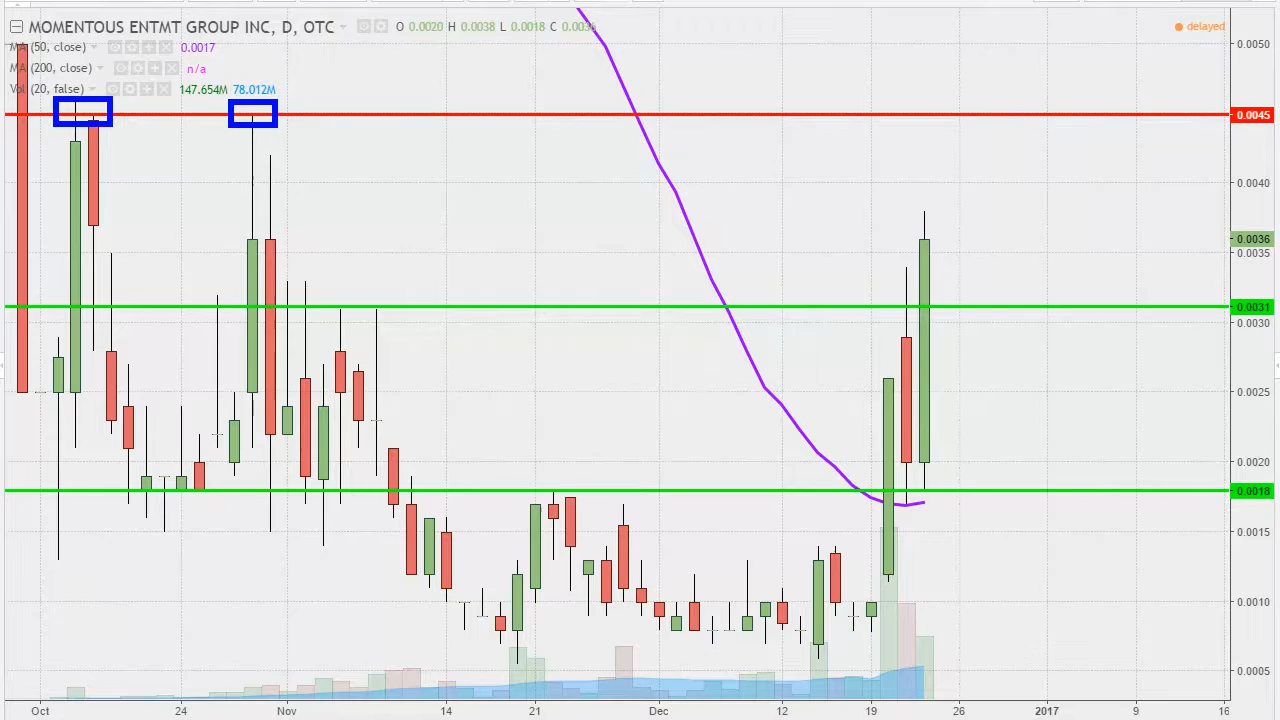 MOMENTOUS ENTMT GROUP INC, D, OTC O 0.0020 H 0.0038 L 0.0018 C 0.0036
delayed
MA (50, close) 0.0017
MA (200, close) n/a
Vol (20, false) 147.654M 78.012M
0.0050
0.0045
0.0040
0.0036
0.0035
0.0031
0.0030
0.0025
0.0020
0.0018
0.0015
0.0010
0.0005
Oct 24 Nov 14 21 Dec 12 19 26 2017 9 16